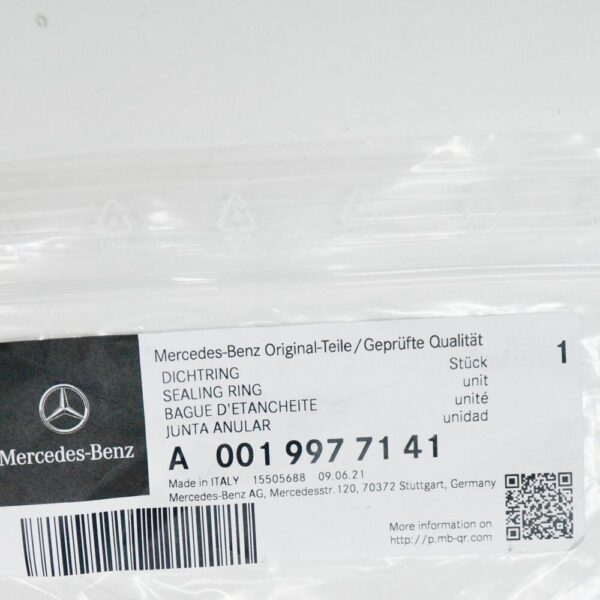 Mercedes-Benz Original-Teile/Geprüfte Qualität
DICHTRING Stück 1
SEALING RING unit
BAGUE D'ETANCHEITE unité
JUNTA ANULAR unidad
Mercedes-Benz
A 001 997 71 41
Made in ITALY 15505688 09.06.21
Mercedes-Benz AG, Mercedesstr.120, 70372 Stuttgart, Germany
More information on
http://p.mb-qr.com